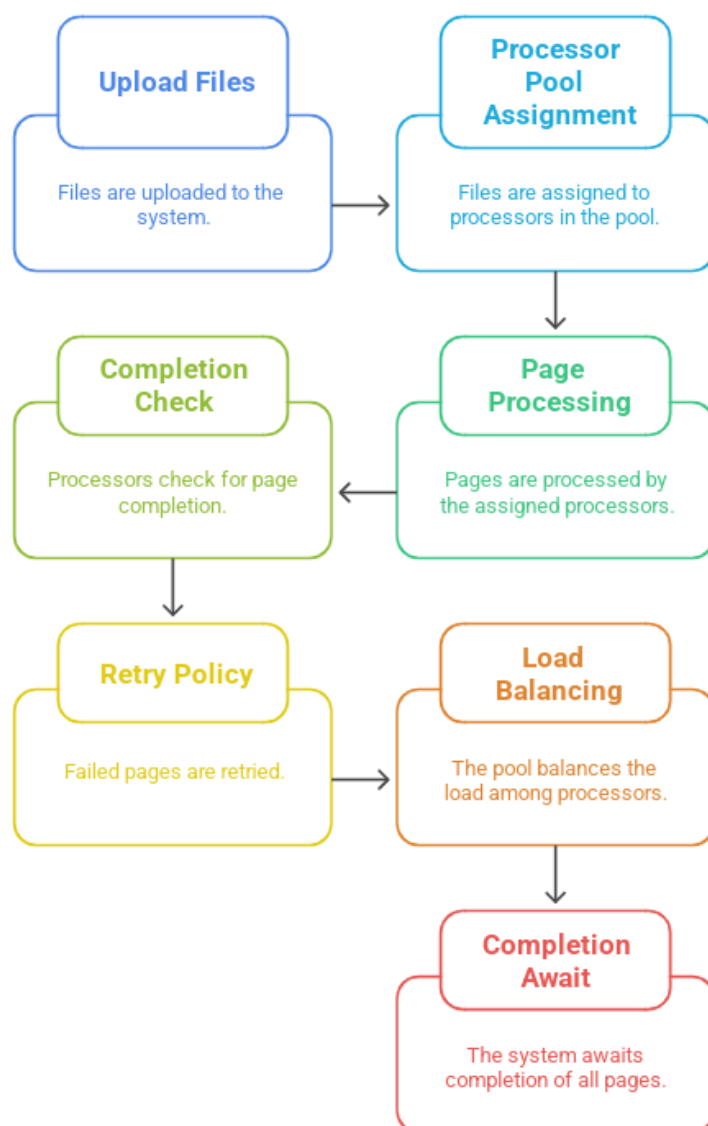 Upload Files
Files are uploaded to the
system.
Processor
Pool
Assignment
Files are assigned to
processors in the pool.
Page
Processing
Pages are processed by
the assigned processors.
Completion
Check
Processors check for page
completion.
Retry Policy
Failed pages are retried.
Load
Balancing
The pool balances the
load among processors.
Completion
Await
The system awaits
completion of all pages.